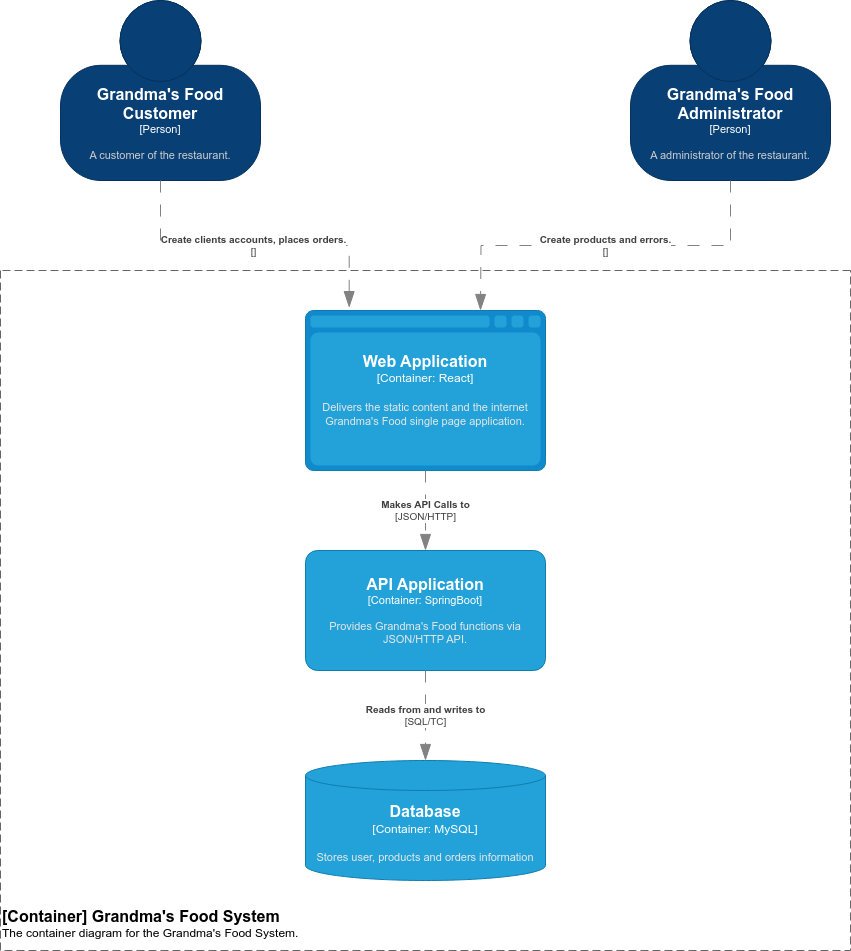 Grandma's Food
Customer
[Person]
A customer of the restaurant.
Grandma's Food
Administrator
[Person]
A administrator of the restaurant.
Create clients accounts, places orders.
[]
Create products and errors.
[]
Web Application
[Container: React]
Delivers the static content and the internet
Grandma's Food single page application.
Makes API Calls to
[JSON/HTTP]
API Application
[Container: SpringBoot]
Provides Grandma's Food functions via
JSON/HTTP API.
Reads from and writes to
[SQL/TC]
Database
[Container: MySQL]
Stores user, products and orders information
[Container] Grandma's Food System
The container diagram for the Grandma's Food System.